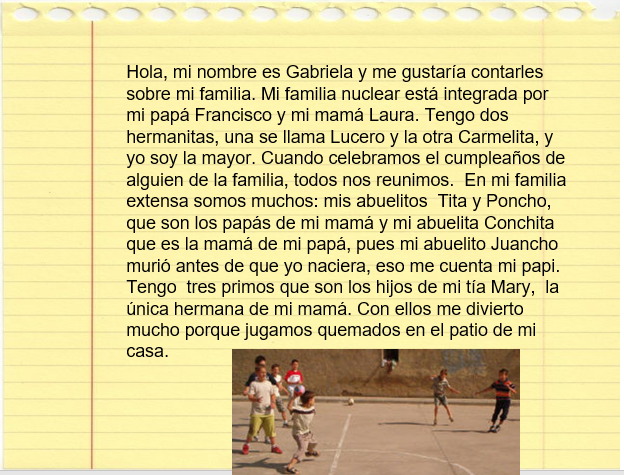 Hola, mi nombre es Gabriela y me gustaría contarles
sobre mi familia. Mi familia nuclear está integrada por
mi papá Francisco y mi mamá Laura. Tengo dos
hermanitas, una se llama Lucero y la otra Carmelita, y
yo soy la mayor. Cuando celebramos el cumpleaños de
alguien de la familia, todos nos reunimos.  En mi familia
extensa somos muchos: mis abuelitos  Tita y Poncho,
que son los papás de mi mamá y mi abuelita Conchita
que es la mamá de mi papá, pues mi abuelito Juancho
murió antes de que yo naciera, eso me cuenta mi papi.
Tengo  tres primos que son los hijos de mi tía Mary,  la
única hermana de mi mamá. Con ellos me divierto
mucho porque jugamos quemados en el patio de mi
casa.